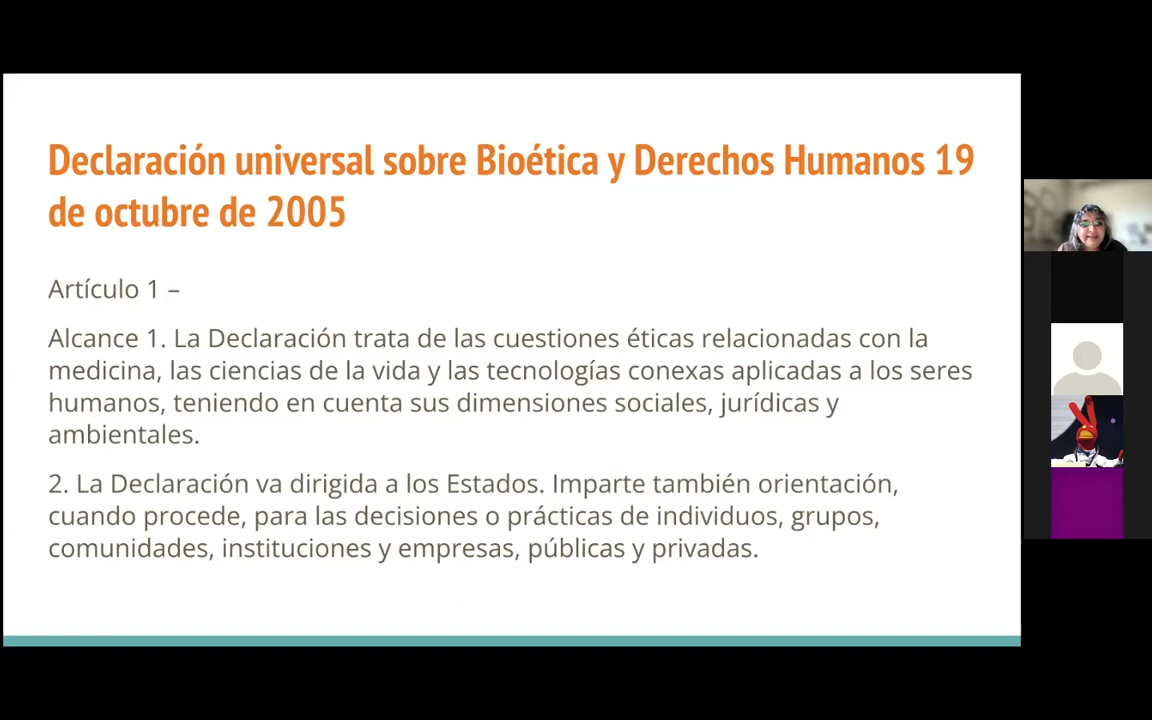 Declaración universal sobre Bioética y Derechos Humanos 19
de octubre de 2005
Artículo 1 –
Alcance 1. La Declaración trata de las cuestiones éticas relacionadas con la
medicina, las ciencias de la vida y las tecnologías conexas aplicadas a los seres
humanos, teniendo en cuenta sus dimensiones sociales, jurídicas y
ambientales.
2. La Declaración va dirigida a los Estados. Imparte también orientación,
cuando procede, para las decisiones o prácticas de individuos, grupos,
comunidades, instituciones y empresas, públicas y privadas.